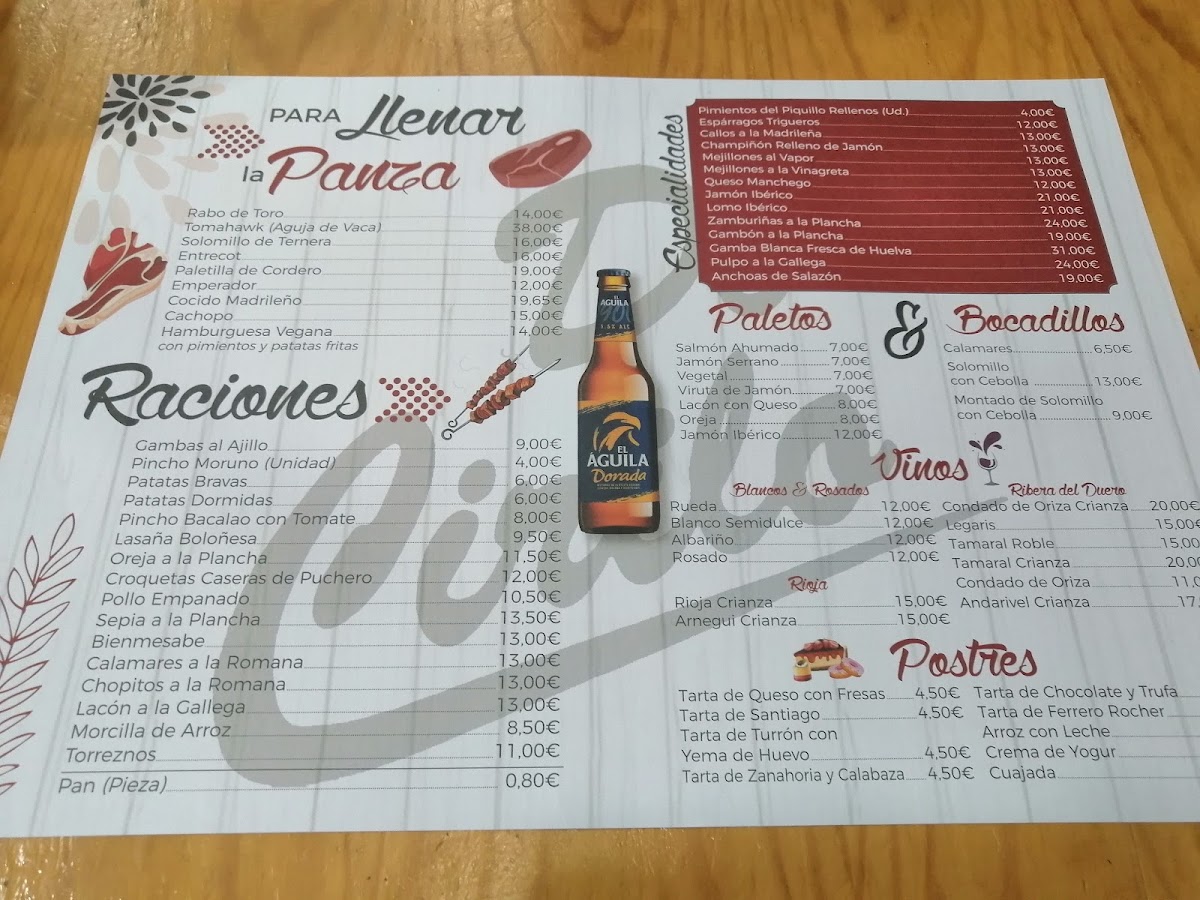 PARA Llenar
la Panza
Rabo de Toro 14,00€
Tomahawk (Aguja de Vaca) 38,00€
Solomillo de Ternera 16,00€
Entrecot 16,00€
Paletilla de Cordero 19,00€
Emperador 12,00€
Cocido Madrileño 19,65€
Cachopo 15,00€
Hamburguesa Vegana 14,00€
con pimientos y patatas fritas
Raciones
Gambas al Ajillo 9,00€
Pincho Moruno (Unidad) 4,00€
Patatas Bravas 6,00€
Patatas Dormidas 6,00€
Pincho Bacalao con Tomate 8,00€
Lasaña Boloñesa 9,50€
Oreja a la Plancha 11,50€
Croquetas Caseras de Puchero 12,00€
Pollo Empanado 10,50€
Sepia a la Plancha 13,50€
Bienmesabe 13,00€
Calamares a la Romana 13,00€
Chopitos a la Romana 13,00€
Lacón a la Gallega 13,00€
Morcilla de Arroz 8,50€
Torreznos 11,00€
Pan (Pieza) 0,80€
EL
AGUILA
EL
AGUILA
Dorada
Especialidades
Pimientos del Piquillo Rellenos (Ud.) 4,00€
Espárragos Trigueros 12,00€
Callos a la Madrileña 13,00€
Champiñón Relleno de Jamón 13,00€
Mejillones al Vapor 13,00€
Mejillones a la Vinagreta 13,00€
Queso Manchego 12,00€
Jamón Ibérico 21,00€
Lomo Ibérico 21,00€
Zamburiñas a la Plancha 24,00€
Gambón a la Plancha 19,00€
Gamba Blanca Fresca de Huelva 31,00€
Pulpo a la Gallega 24,00€
Anchoas de Salazón 19,00€
Paletos & Bocadillos
Salmón Ahumado 7,00€
Jamón Serrano 7,00€
Vegetal 7,00€
Viruta de Jamón 7,00€
Lacón con Queso 8,00€
Oreja 8,00€
Jamón Ibérico 12,00€
Calamares 6,50€
Solomillo
con Cebolla 13,00€
Montado de Solomillo
con Cebolla 9,00€
Vinos
Blancos & Rosados
Rueda 12,00€
Blanco Semidulce 12,00€
Albariño 12,00€
Rosado 12,00€
Rioja
Rioja Crianza 15,00€
Arnegui Crianza 15,00€
Ribera del Duero
Condado de Oriza Crianza 20,00€
Legaris 15,00
Tamaral Roble 15,00
Tamaral Crianza 20,0
Condado de Oriza 11,0
Andarivel Crianza 17,
Postres
Tarta de Queso con Fresas 4,50€
Tarta de Santiago 4,50€
Tarta de Turrón con
Yema de Huevo 4,50€
Tarta de Zanahoria y Calabaza 4,50€
Tarta de Chocolate y Trufa
Tarta de Ferrero Rocher
Arroz con Leche
Crema de Yogur
Cuajada